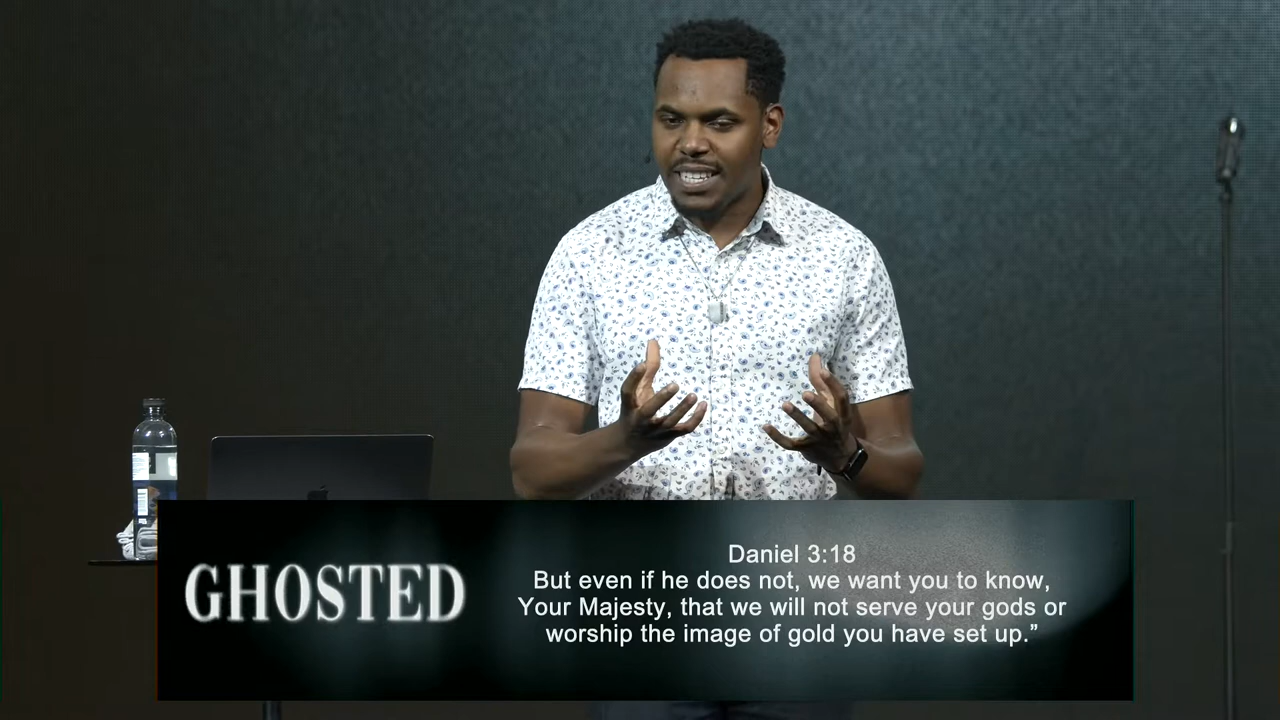 GHOSTED
Daniel 3:18
But even if he does not, we want you to know,
Your Majesty, that we will not serve your gods or
worship the image of gold you have set up.”